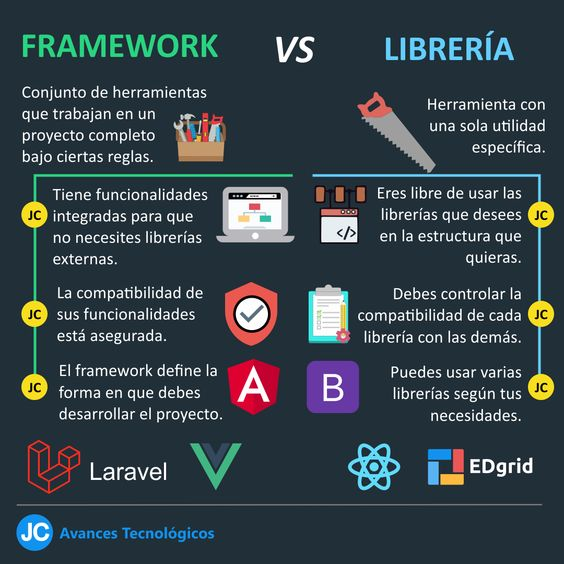 FRAMEWORK
VS
LIBRERÍA
Conjunto de herramientas
que trabajan en un
proyecto completo
bajo ciertas reglas.
Herramienta con
una sola utilidad
específica.
JC
Tiene funcionalidades
integradas para que
no necesites librerías
externas.
</>
Eres libre de usar las
librerías que desees
en la estructura que
quieras.
JC
JC
La compatibilidad de
sus funcionalidades
está asegurada.
Debes controlar la
compatibilidad de cada
librería con las demás.
JC
JC
El framework define la
forma en que debes
desarrollar el proyecto.
A
B
Puedes usar varias
librerías según tus
necesidades.
JC
Laravel
EDgrid
JC Avances Tecnológicos